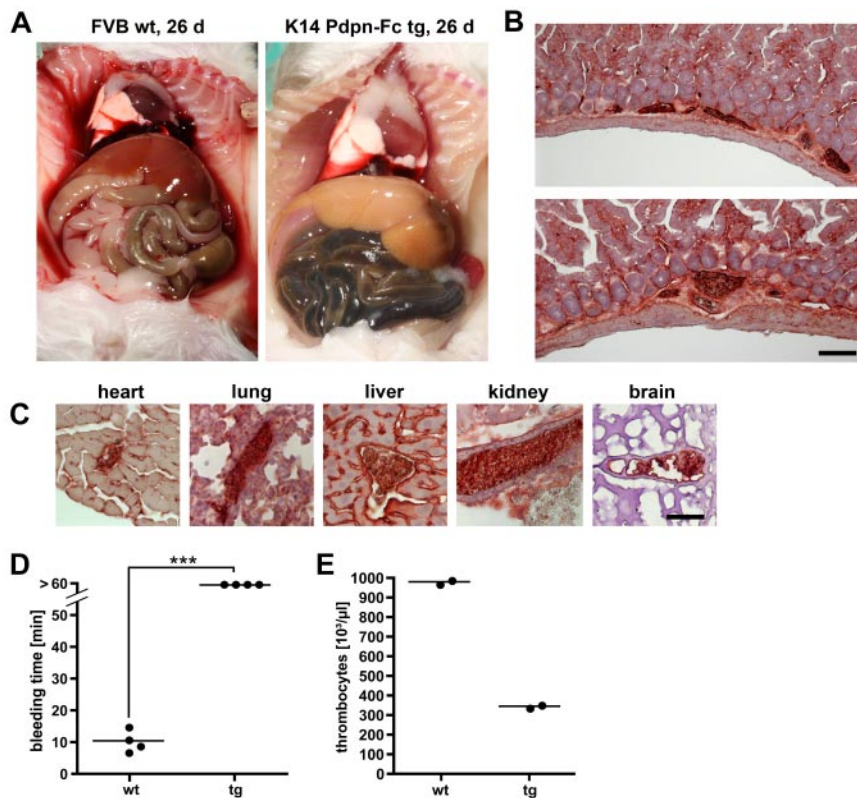 A
FVB wt, 26 d
K14 Pdpn-Fc tg, 26 d
B
C
heart
lung
liver
kidney
brain
D
bleeding time [min]
> 60
50
40
30
20
10
0
***
wt
tg
E
thrombocytes [10³/µl]
1000
900
800
700
600
500
400
300
200
100
0
wt
tg